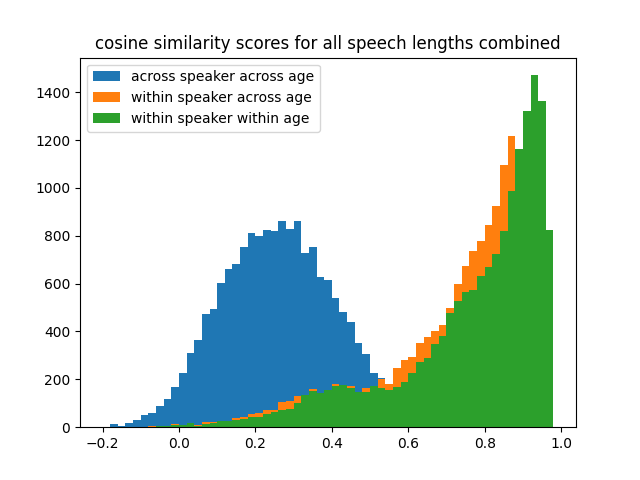 cosine similarity scores for all speech lengths combined
across speaker across age
within speaker across age
within speaker within age
1400
1200
1000
800
600
400
200
0
−0.2 0.0 0.2 0.4 0.6 0.8 1.0